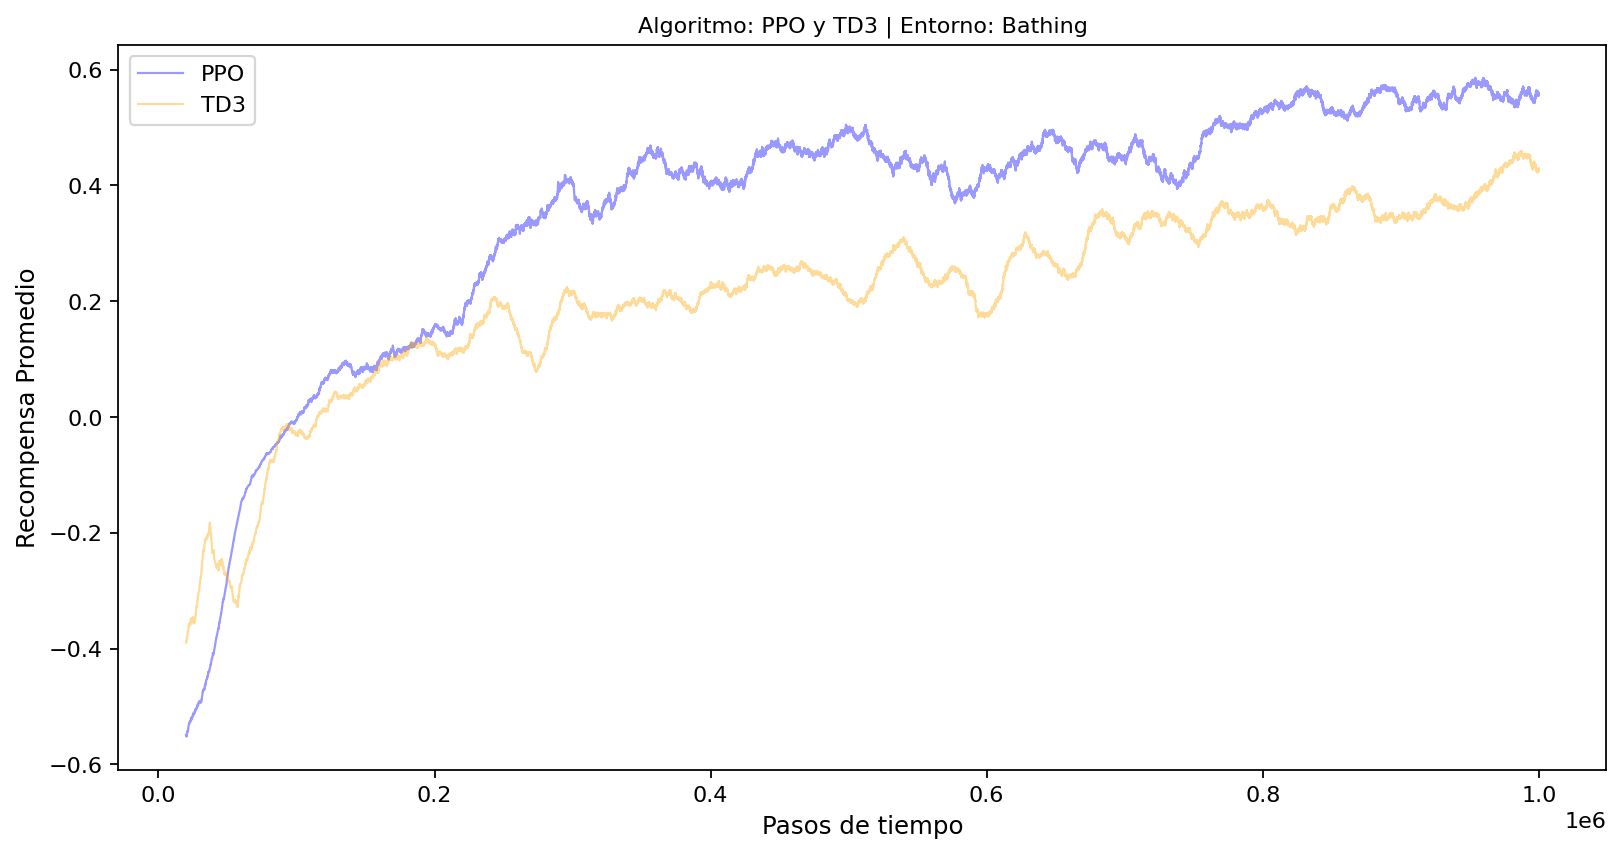 Algoritmo: PPO y TD3 | Entorno: Bathing
PPO
TD3
Recompensa Promedio
0.6
0.4
0.2
0.0
−0.2
−0.4
−0.6
0.0 0.2 0.4 0.6 0.8 1.0
1e6
Pasos de tiempo